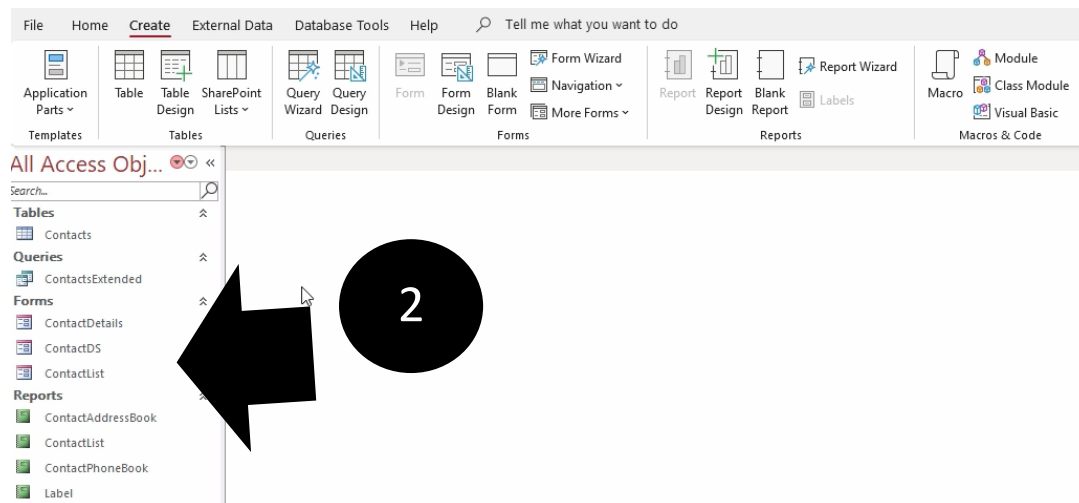 File Home Create External Data Database Tools Help Tell me what you want to do
Application Parts
Table
Table Design
SharePoint Lists
Query Wizard
Query Design
Form
Form Design
Blank Form
Form Wizard
Navigation
More Forms
Report
Report Design
Blank Report
Report Wizard
Labels
Macro
Module
Class Module
Visual Basic
Templates Tables Queries Forms Reports Macros & Code
All Access Obj...
Search...
Tables
Contacts
Queries
ContactsExtended
Forms
ContactDetails
ContactDS
ContactList
Reports
ContactAddressBook
ContactList
ContactPhoneBook
Label
2